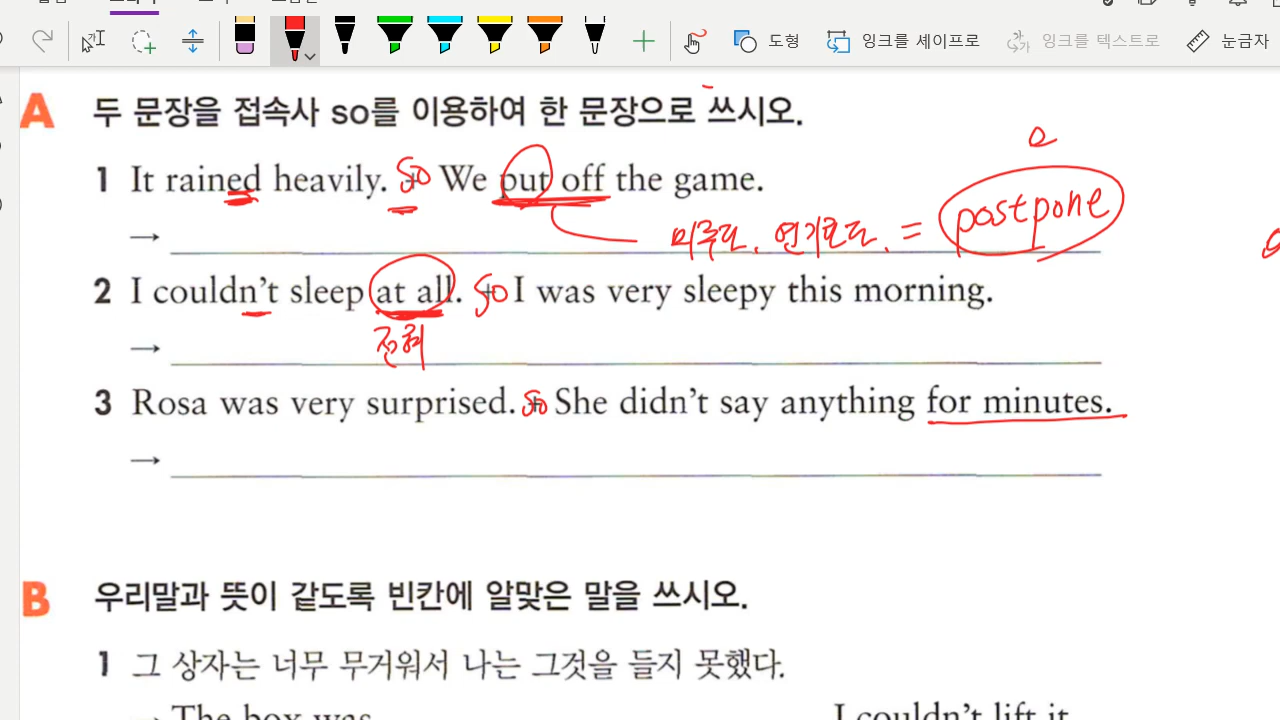 도형 잉크를 셰이프로 잉크를 텍스트로 눈금자
A 두 문장을 접속사 so를 이용하여 한 문장으로 쓰시오.
1 It rained heavily. so We put off the game.
→ 미루다. 연기하다. = postpone
2 I couldn't sleep at all. so I was very sleepy this morning.
전혀
→
3 Rosa was very surprised. so She didn't say anything for minutes.
→
B 우리말과 뜻이 같도록 빈칸에 알맞은 말을 쓰시오.
1 그 상자는 너무 무거워서 나는 그것을 들지 못했다.
→ The box was I couldn't lift it